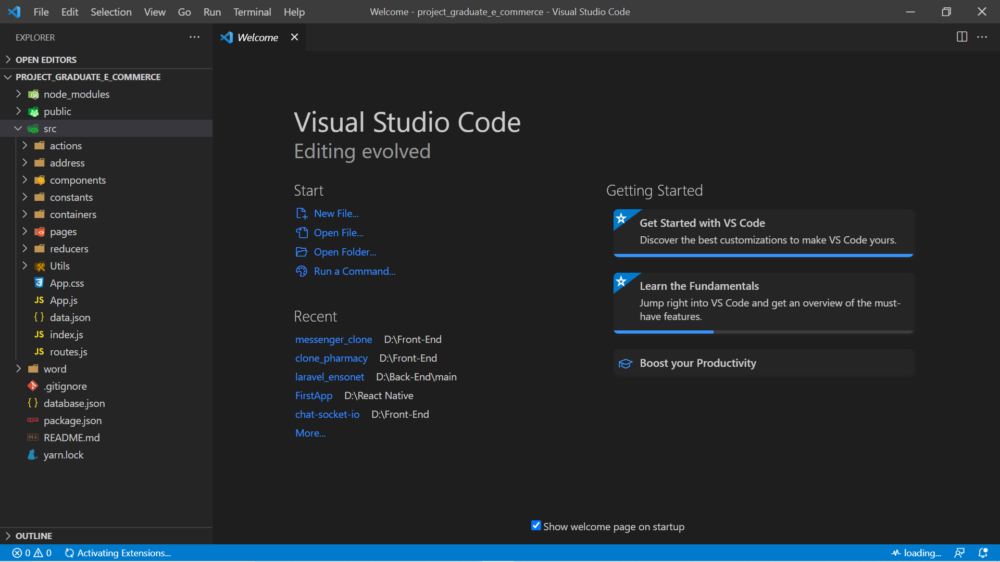 File Edit Selection View Go Run Terminal Help
Welcome - project_graduate_e_commerce - Visual Studio Code
EXPLORER
Welcome
OPEN EDITORS
PROJECT_GRADUATE_E_COMMERCE
node_modules
public
src
actions
address
components
constants
containers
pages
reducers
Utils
App.css
JS App.js
{ } data.json
JS index.js
JS routes.js
word
.gitignore
{ } database.json
package.json
README.md
yarn.lock
OUTLINE
Visual Studio Code
Editing evolved
Start
New File...
Open File...
Open Folder...
Run a Command...
Recent
messenger_clone D:\Front-End
clone_pharmacy D:\Front-End
laravel_ensonet D:\Back-End\main
FirstApp D:\React Native
chat-socket-io D:\Front-End
More...
Getting Started
Get Started with VS Code
Discover the best customizations to make VS Code yours.
Learn the Fundamentals
Jump right into VS Code and get an overview of the must-
have features.
Boost your Productivity
Show welcome page on startup
0 0 Activating Extensions...
loading...